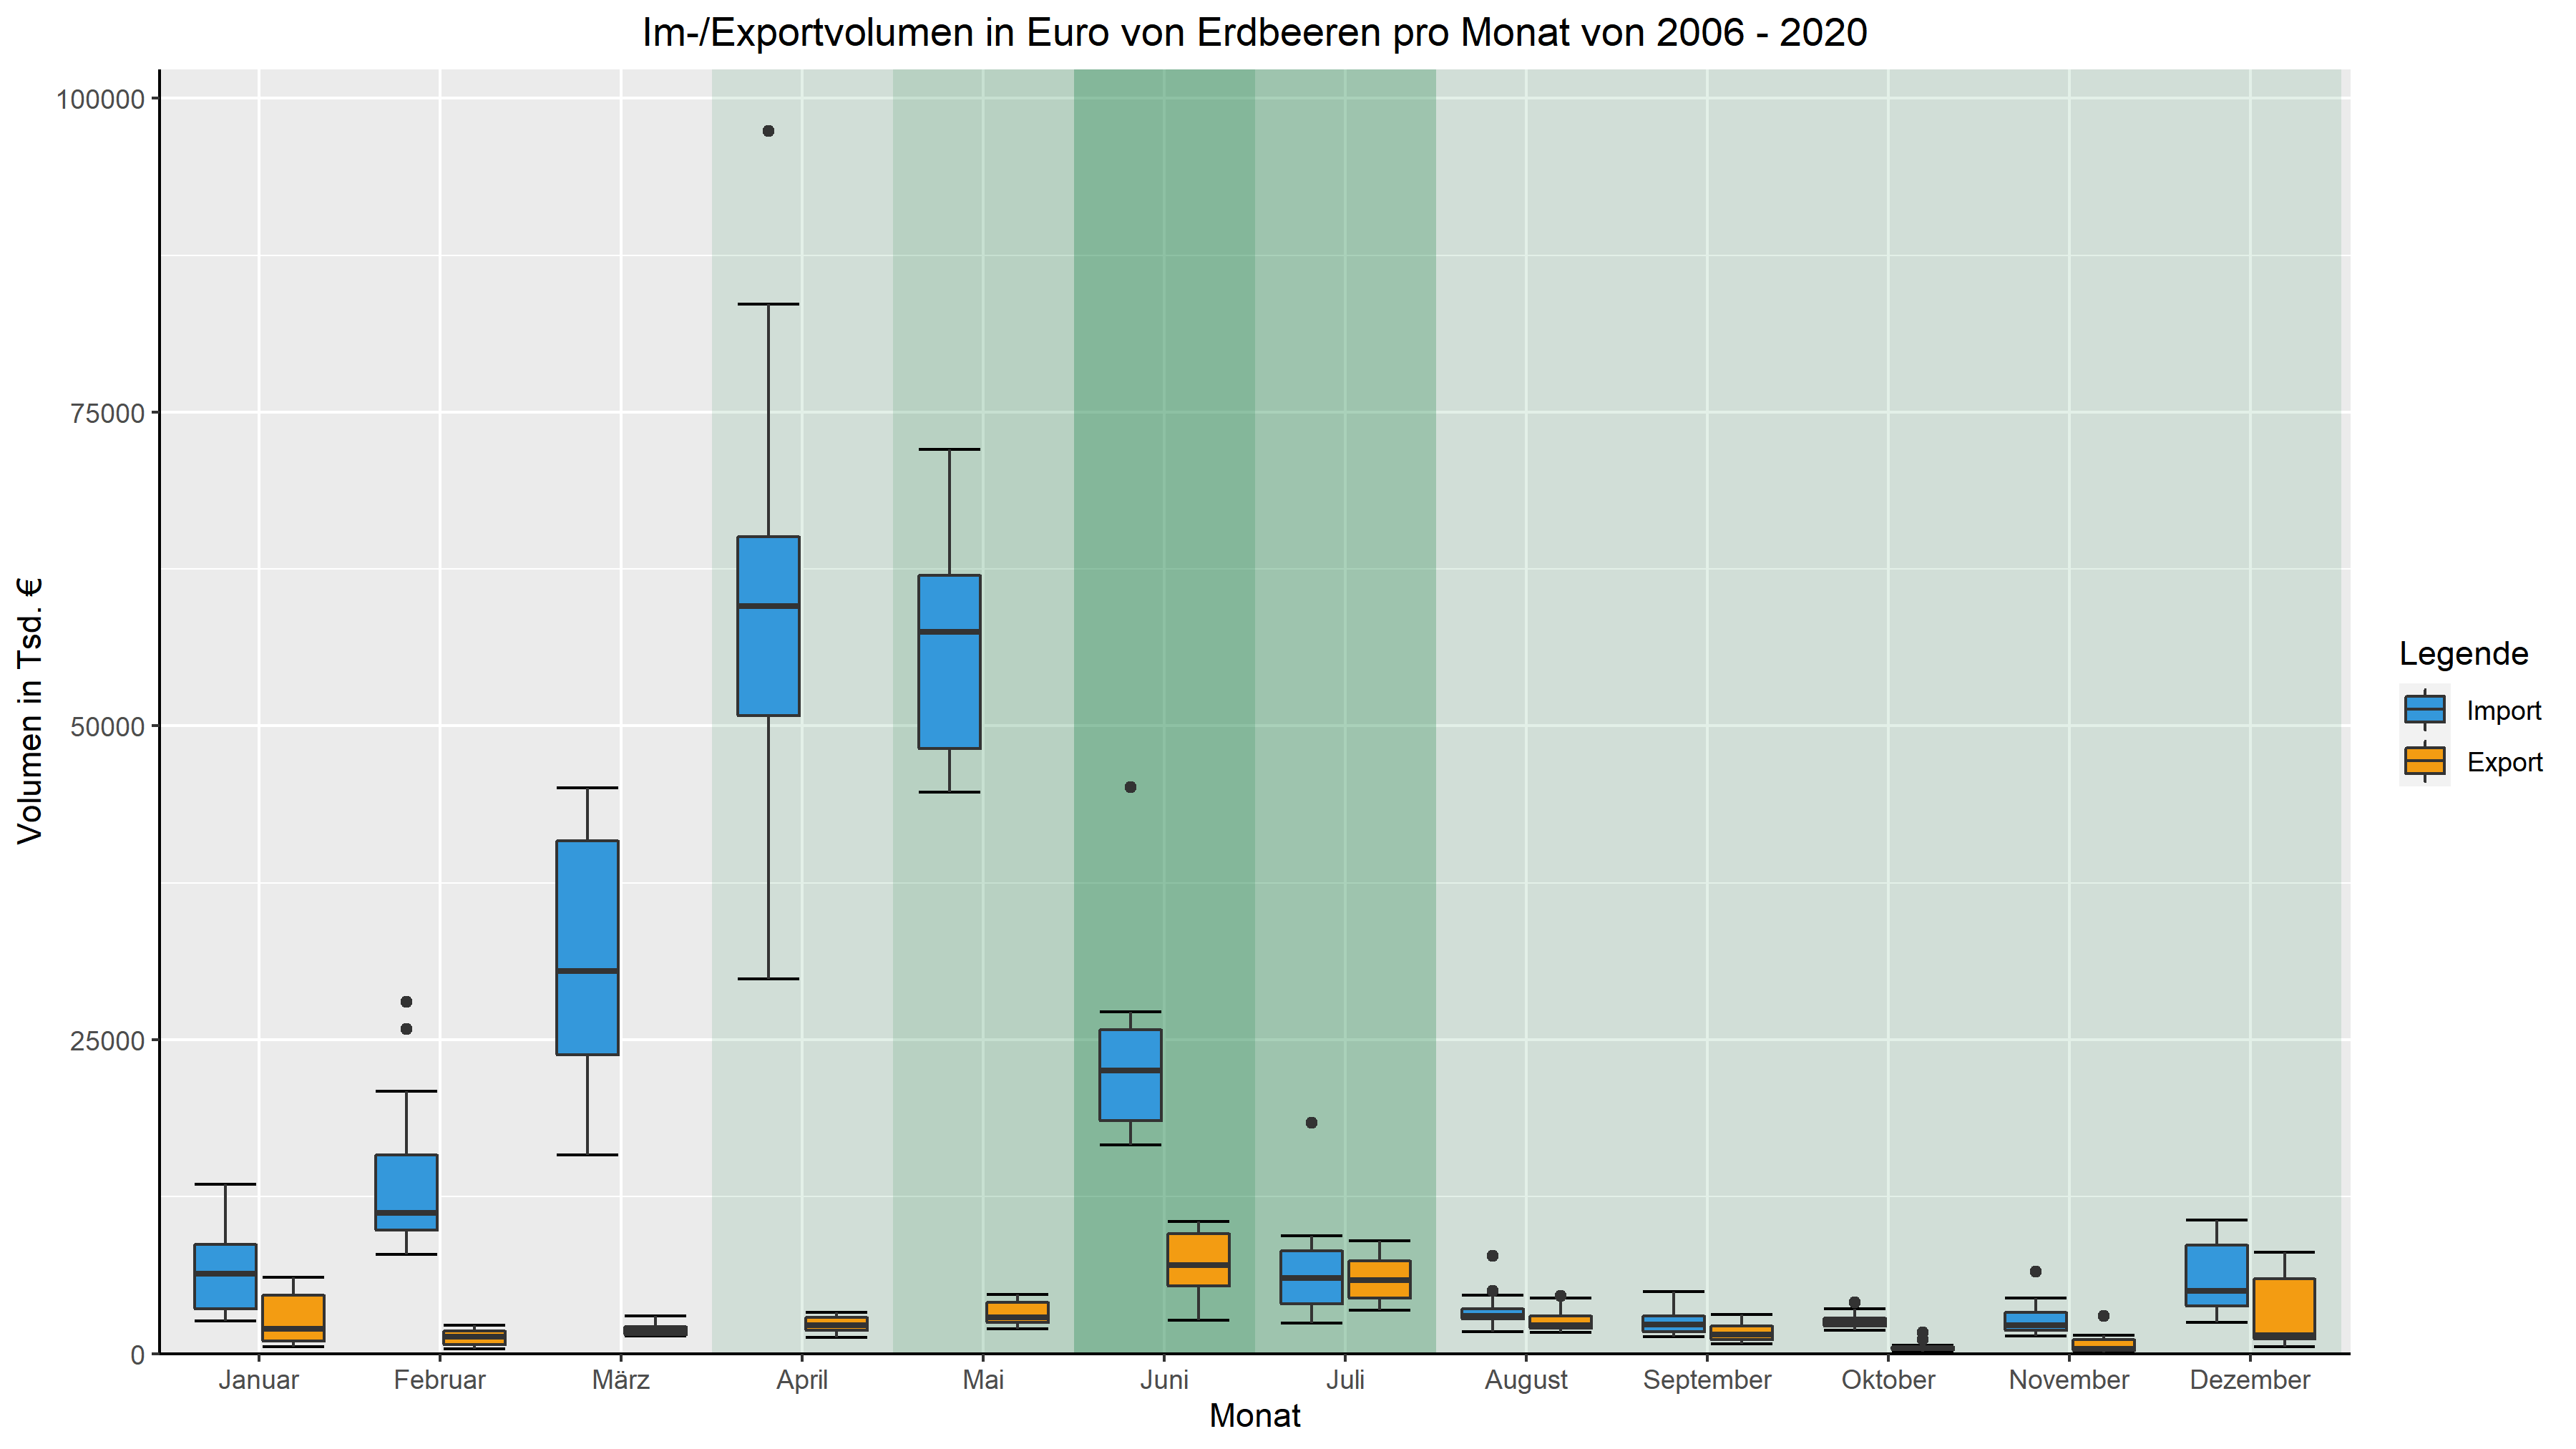 Im-/Exportvolumen in Euro von Erdbeeren pro Monat von 2006 - 2020
Volumen in Tsd. €
100000
75000
50000
25000
0
Januar Februar März April Mai Juni Juli August September Oktober November Dezember
Monat
Legende
Import
Export